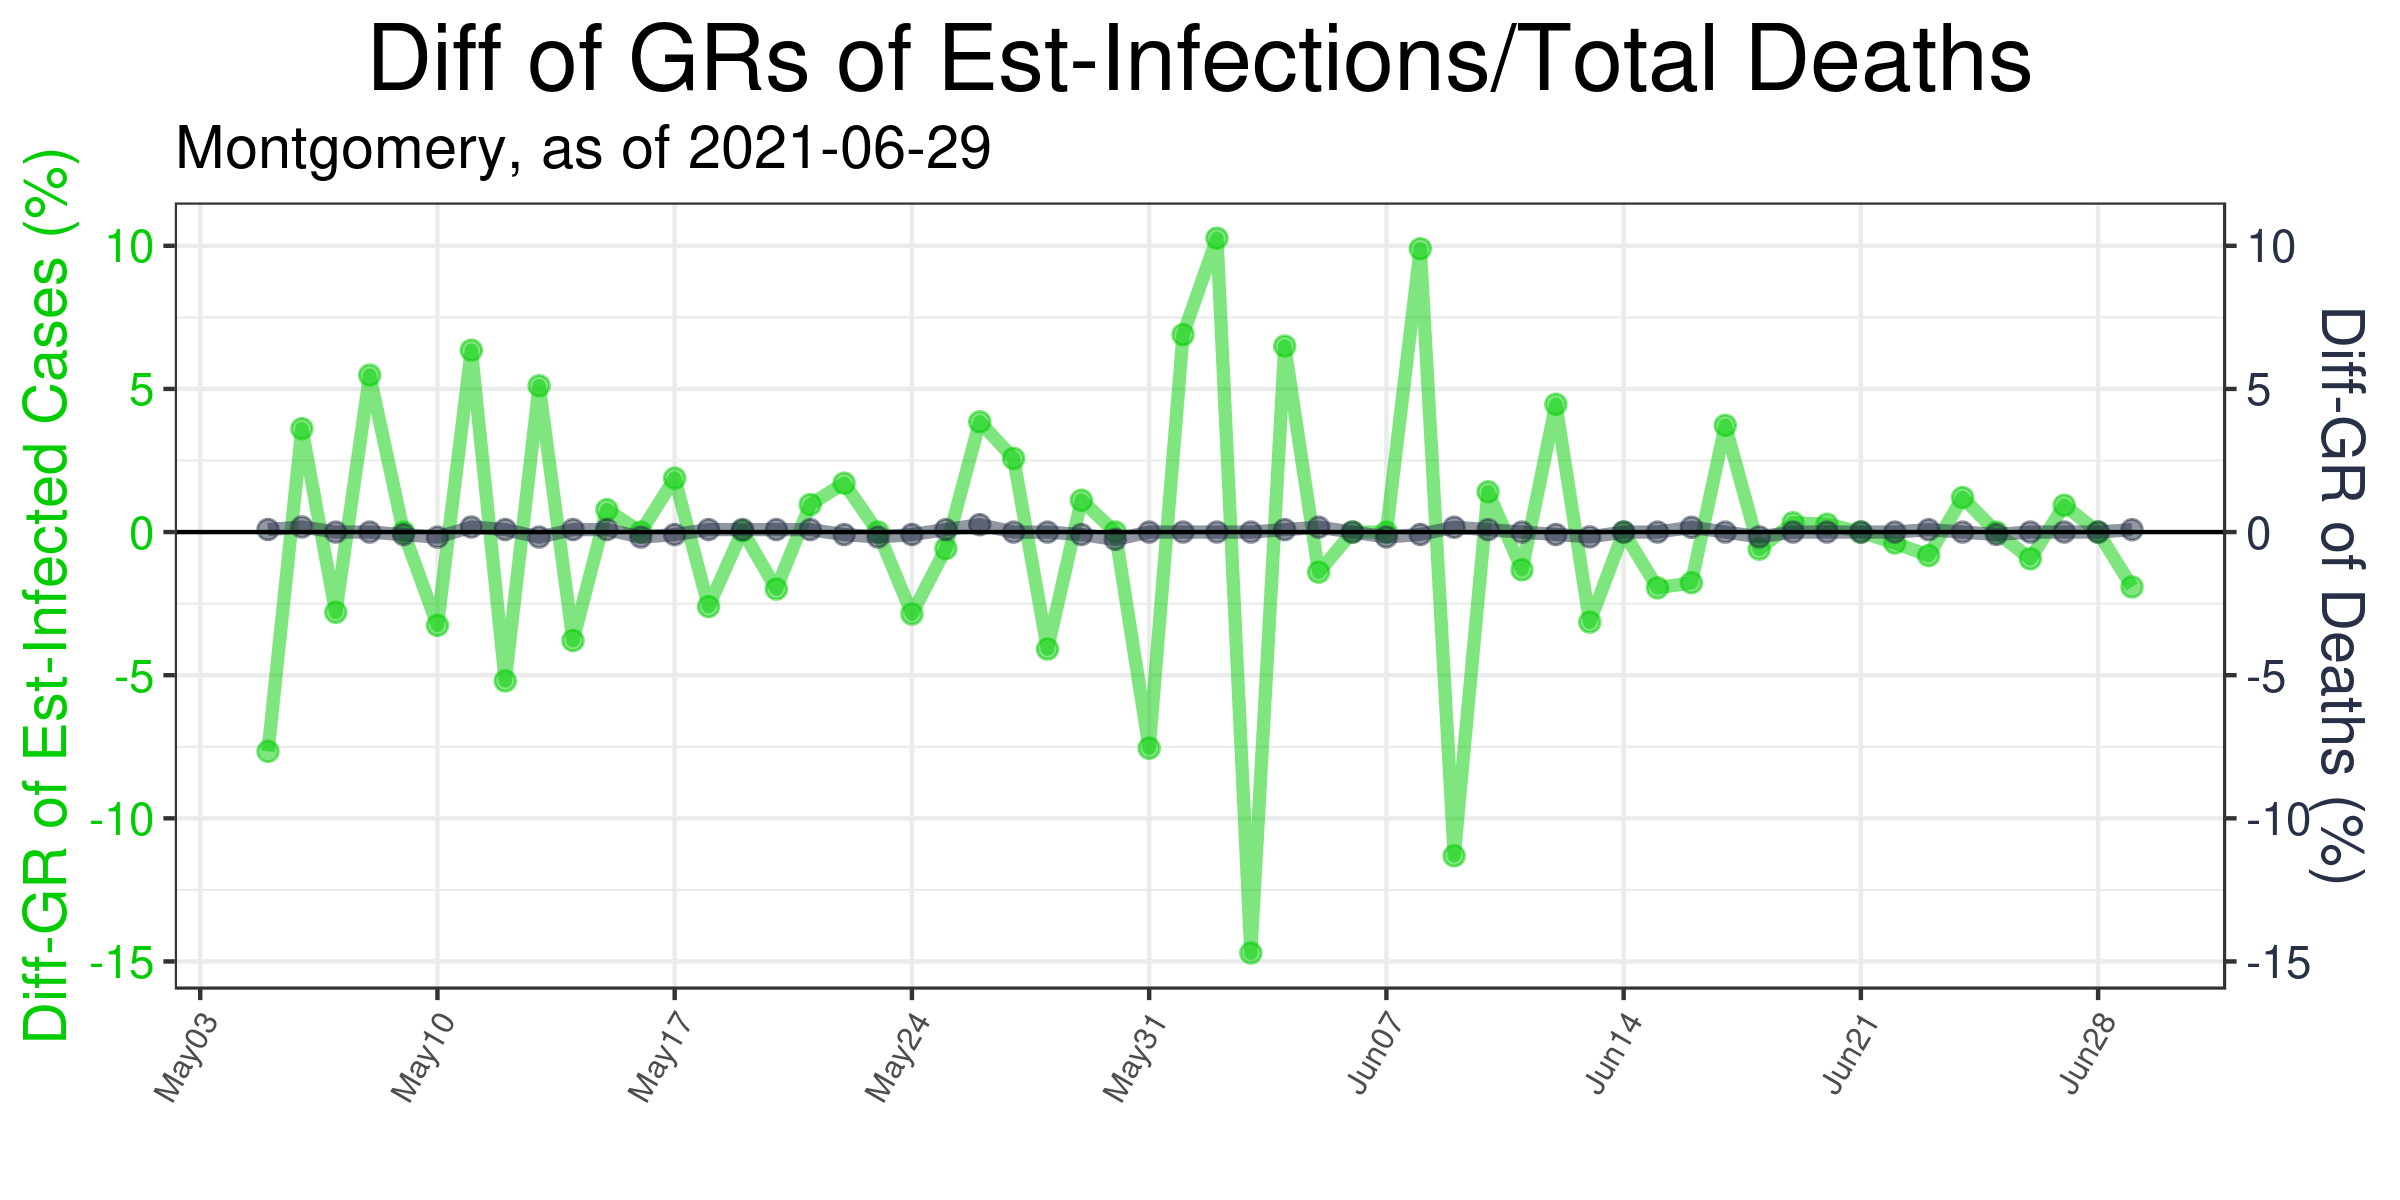 Diff of GRs of Est-Infections/Total Deaths
Montgomery, as of 2021-06-29
Diff-GR of Est-Infected Cases (%)
10
5
0
-5
-10
-15
10
5
0
-5
-10
-15
Diff-GR of Deaths (%)
May03
May10
May17
May24
May31
Jun07
Jun14
Jun21
Jun28